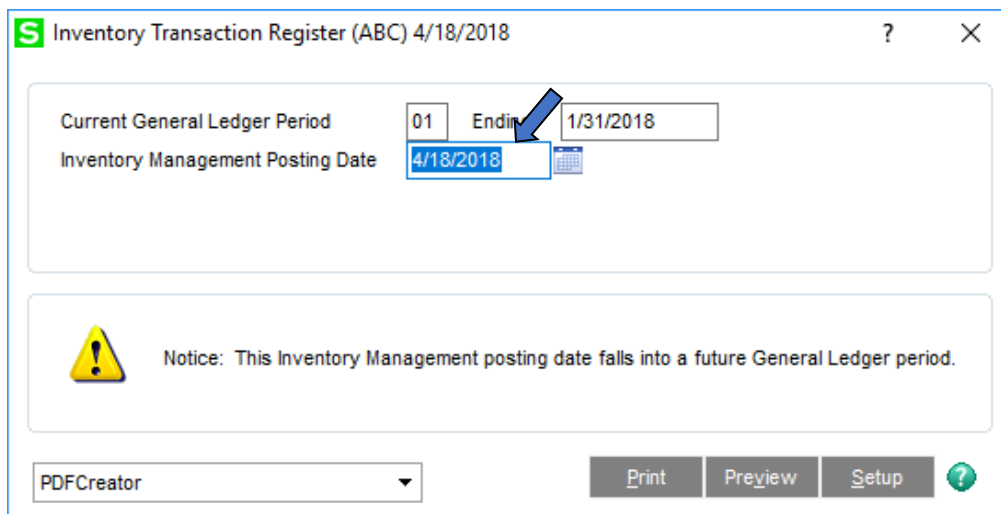 S Inventory Transaction Register (ABC) 4/18/2018 ?
Current General Ledger Period 01 Ending 1/31/2018
Inventory Management Posting Date 4/18/2018
Notice: This Inventory Management posting date falls into a future General Ledger period.
PDFCreator Print Preview Setup ?